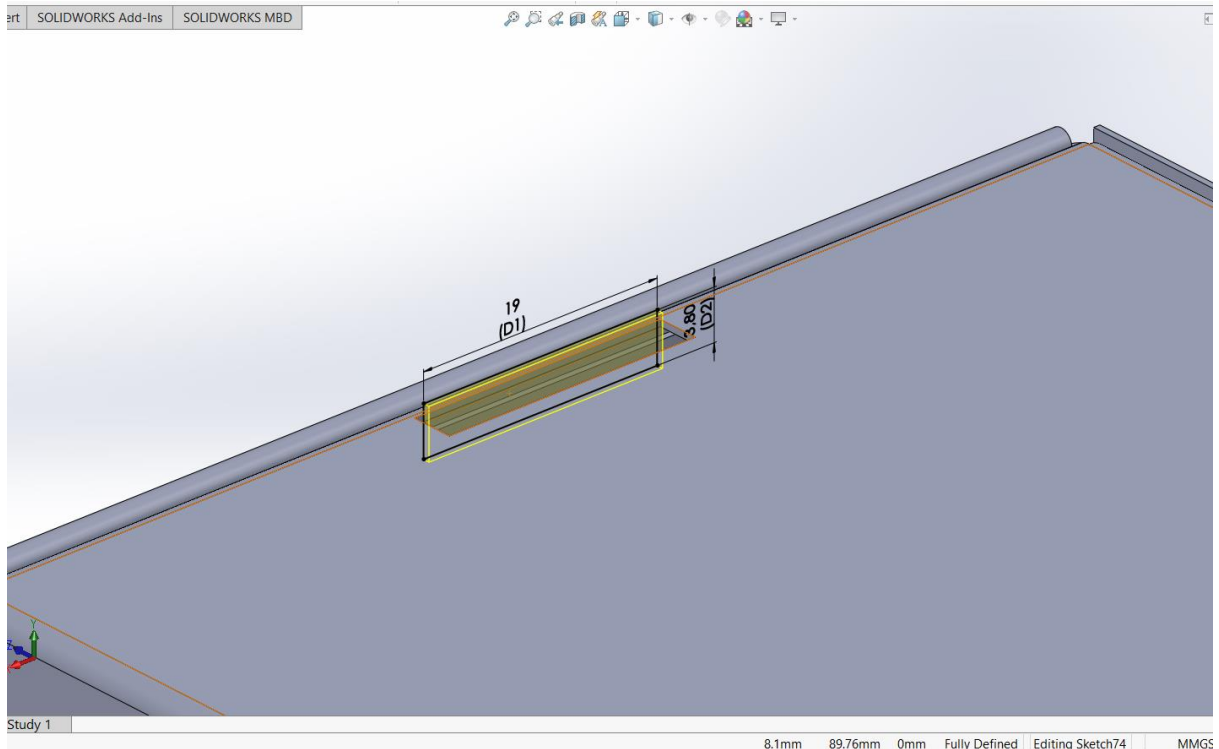 ert SOLIDWORKS Add-Ins SOLIDWORKS MBD
19
(D1)
3,80
(D2)
Y
Z
Study 1
8.1mm 89.76mm 0mm Fully Defined Editing Sketch74 MMGS